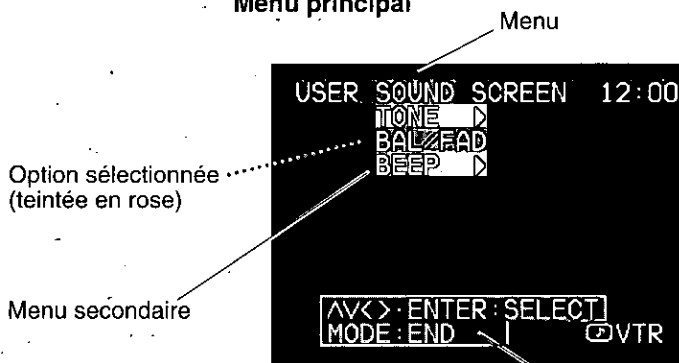 Menu principal
Menu
USER SOUND SCREEN 12:00
TONE ▷
BAL/FAD
BEEP ▷
Option sélectionnée
(teintée en rose)
Menu secondaire
∧∨<>·ENTER:SELECT
MODE:END
♪VTR